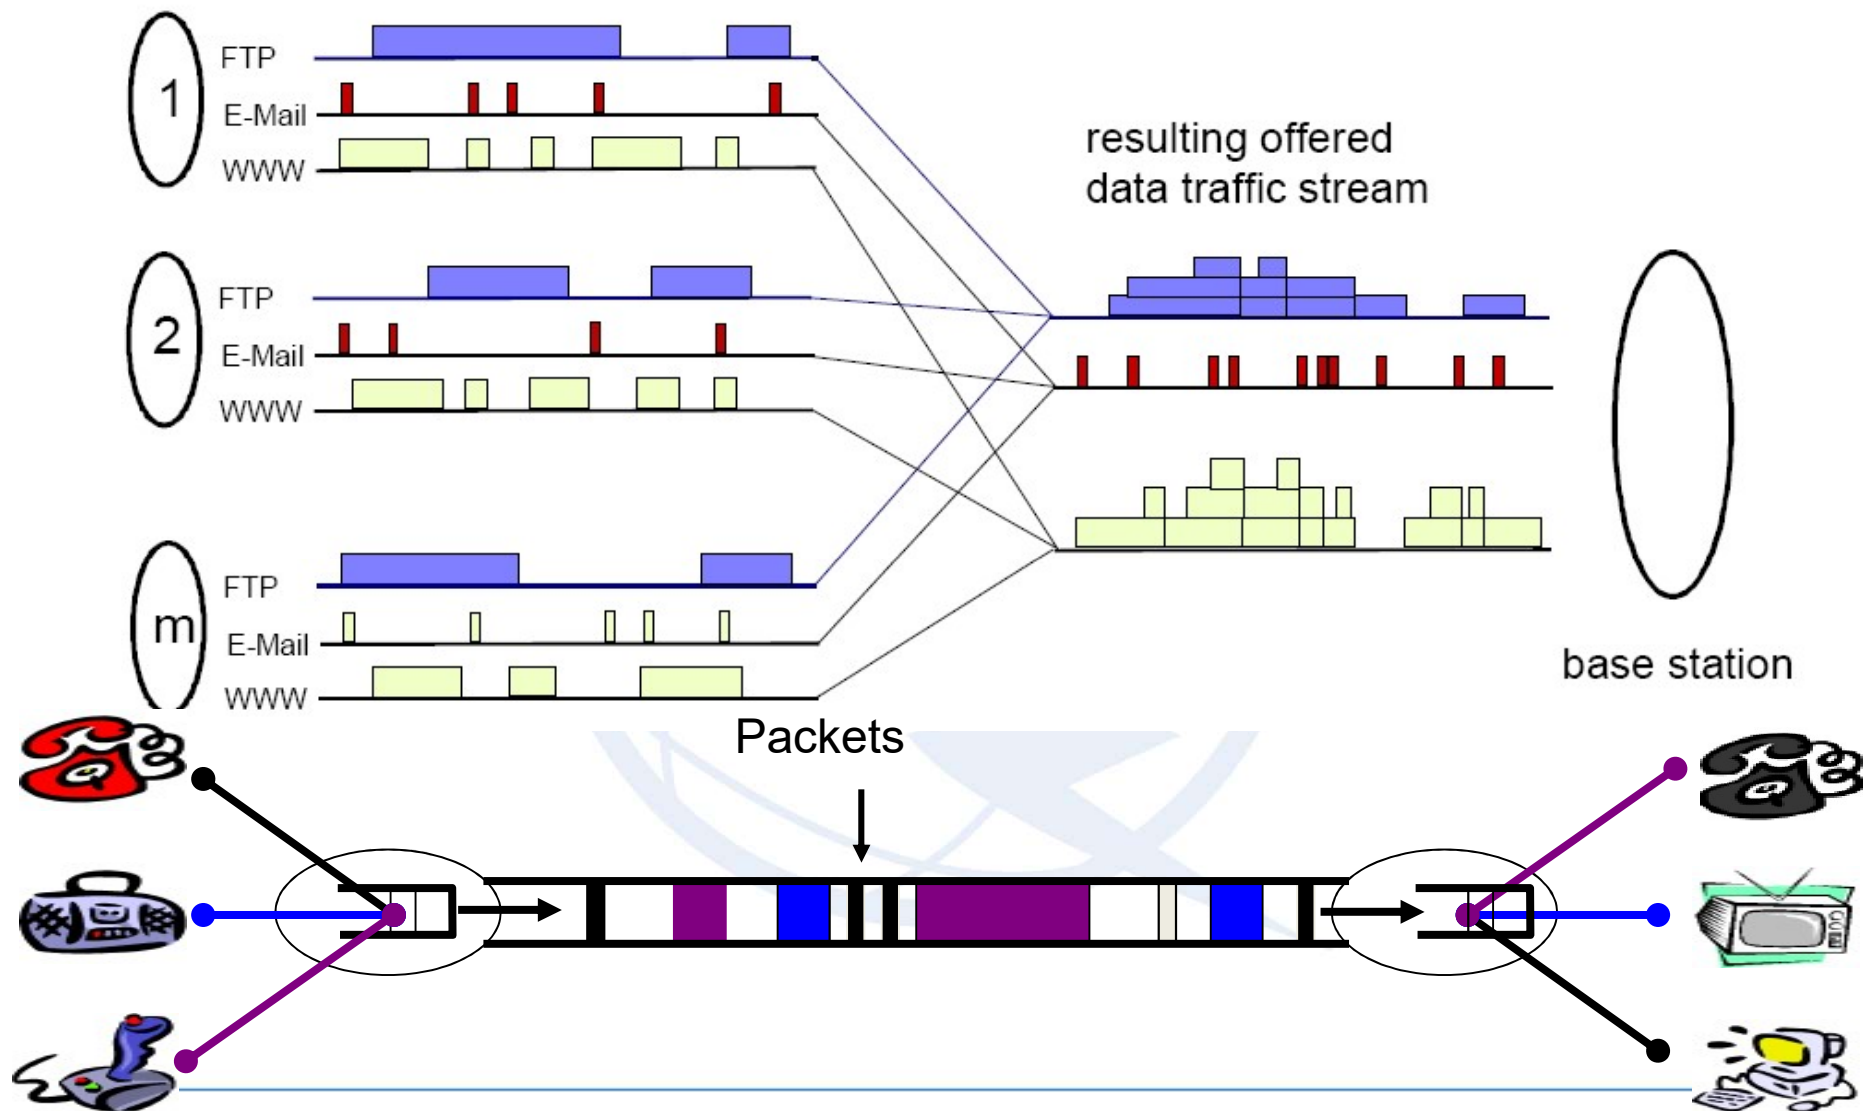 1
FTP
E-Mail
WWW
resulting offered
data traffic stream
2
FTP
E-Mail
WWW
m
FTP
E-Mail
WWW
base station
Packets